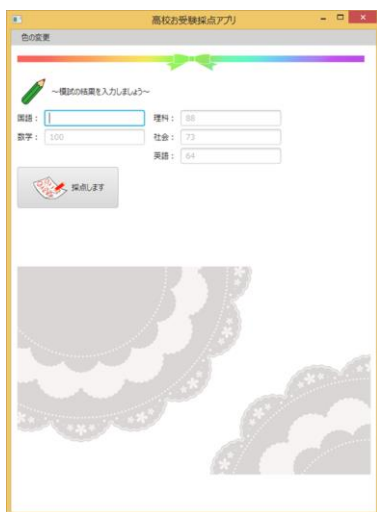 高校お受験採点アプリ
色の変更
～模試の結果を入力しましょう～
国語： 理科： 88
数学： 100 社会： 73
英語： 64
採点します